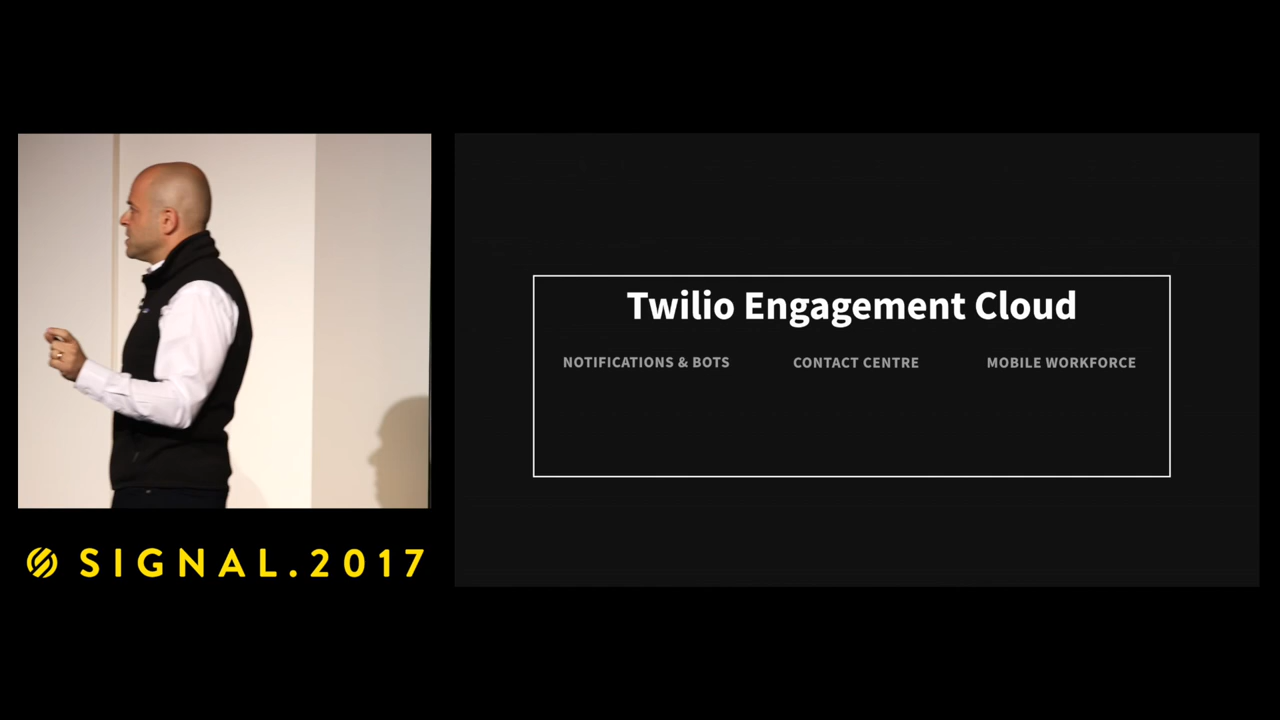 Twilio Engagement Cloud
NOTIFICATIONS & BOTS CONTACT CENTRE MOBILE WORKFORCE
SIGNAL.2017